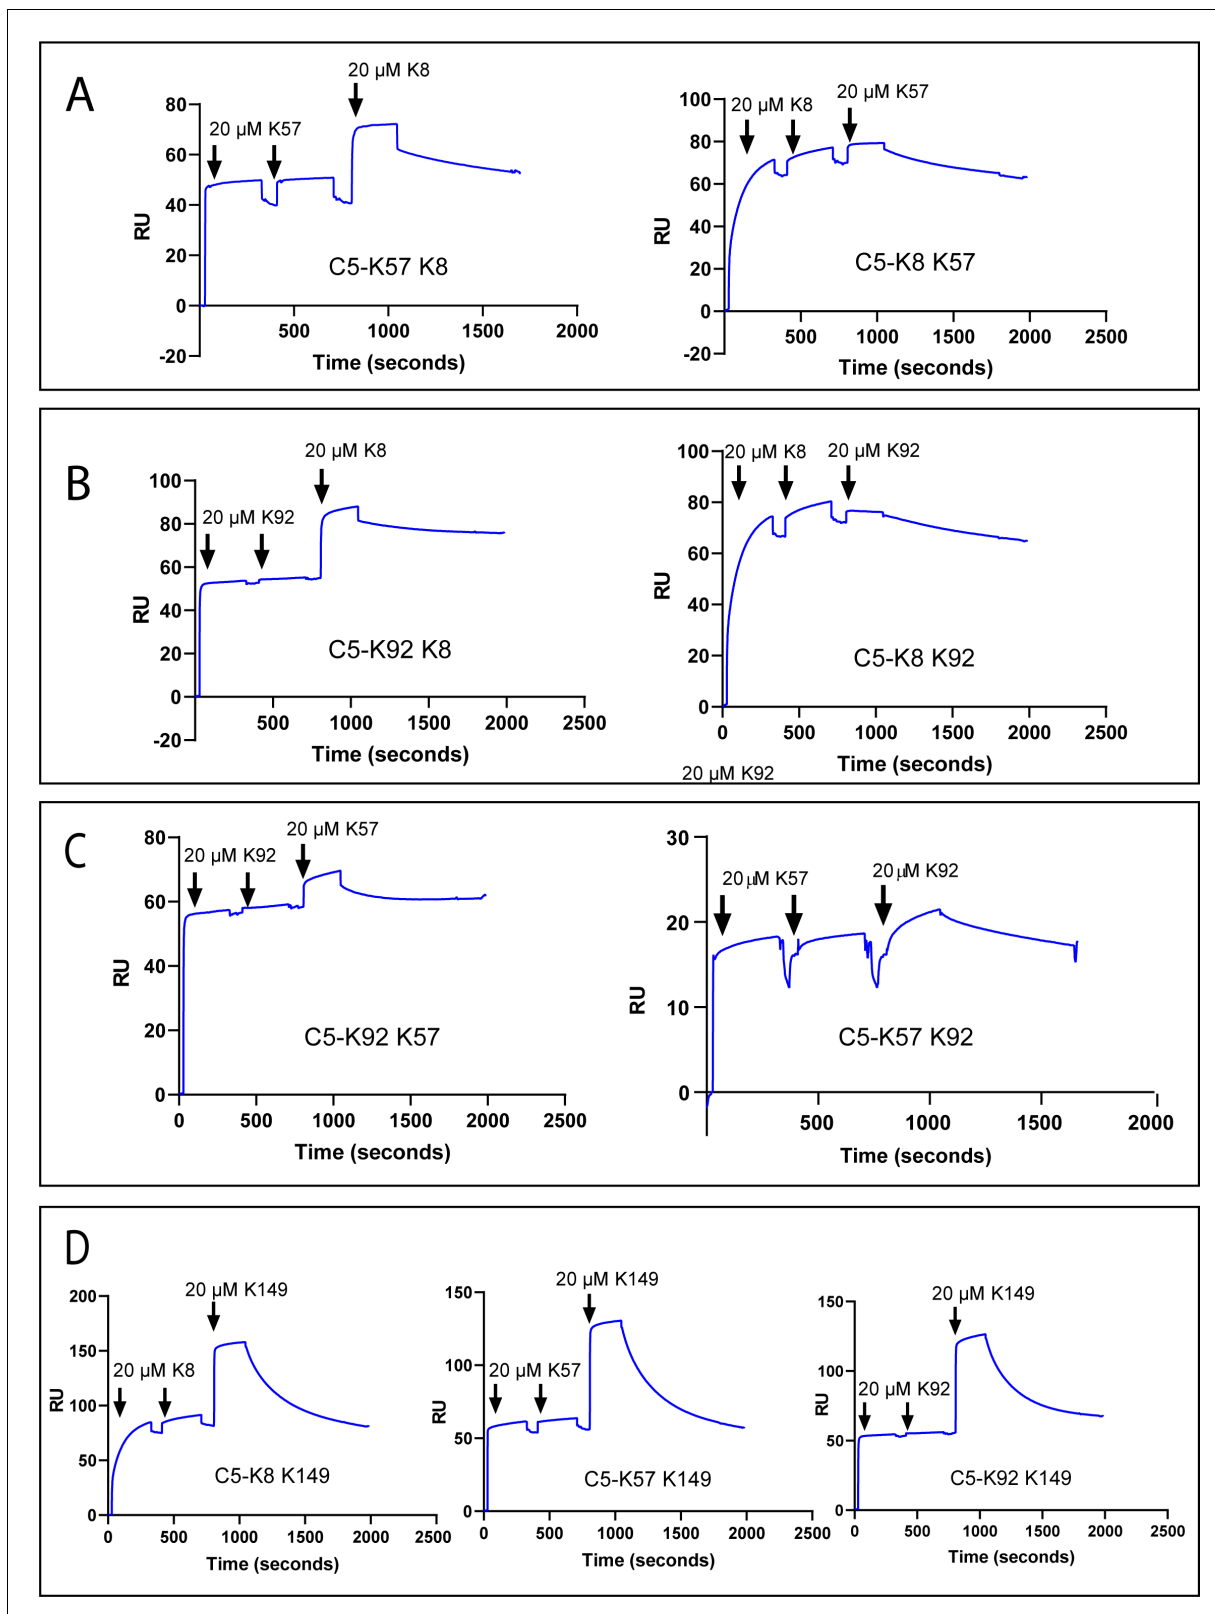 A
20 µM K8
20 µM K57
80
60
40
20
0
-20
RU
500
1000
1500
2000
C5-K57 K8
Time (seconds)
20 µM K57
20 µM K8
100
80
60
40
20
0
-20
RU
500
1000
1500
2000
2500
C5-K8 K57
Time (seconds)
B
20 µM K8
20 µM K92
100
80
60
40
20
0
-20
RU
500
1000
1500
2000
2500
C5-K92 K8
Time (seconds)
20 µM K8
20 µM K92
100
80
60
40
20
0
RU
0
500
1000
1500
2000
2500
C5-K8 K92
Time (seconds)
20 µM K92
C
20 µM K57
20 µM K92
80
60
40
20
0
RU
0
500
1000
1500
2000
2500
C5-K92 K57
Time (seconds)
20 µM K57
20 µM K92
30
20
10
0
RU
500
1000
1500
2000
C5-K57 K92
Time (seconds)
D
20 µM K149
20 µM K8
200
150
100
50
0
RU
0
500
1000
1500
2000
2500
C5-K8 K149
Time (seconds)
20 µM K149
20 µM K57
150
100
50
0
RU
0
500
1000
1500
2000
2500
C5-K57 K149
Time (seconds)
20 µM K149
20 µM K92
150
100
50
0
RU
0
500
1000
1500
2000
2500
C5-K92 K149
Time (seconds)